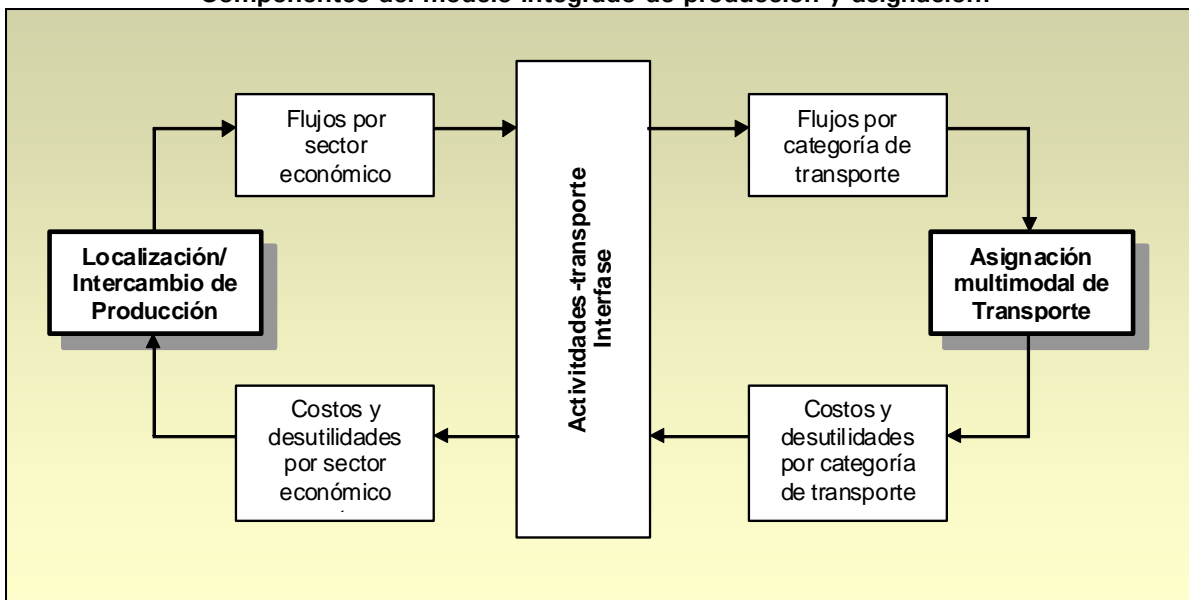 Componentes del modelo integrado de producción y asignación.
Flujos por
sector
económico
Flujos por
categoría de
transporte
Localización/
Intercambio de
Producción
Activitdades-transporte
Interfase
Asignación
multimodal de
Transporte
Costos y
desutilidades
por sector
económico
Costos y
desutilidades
por categoría
de transporte